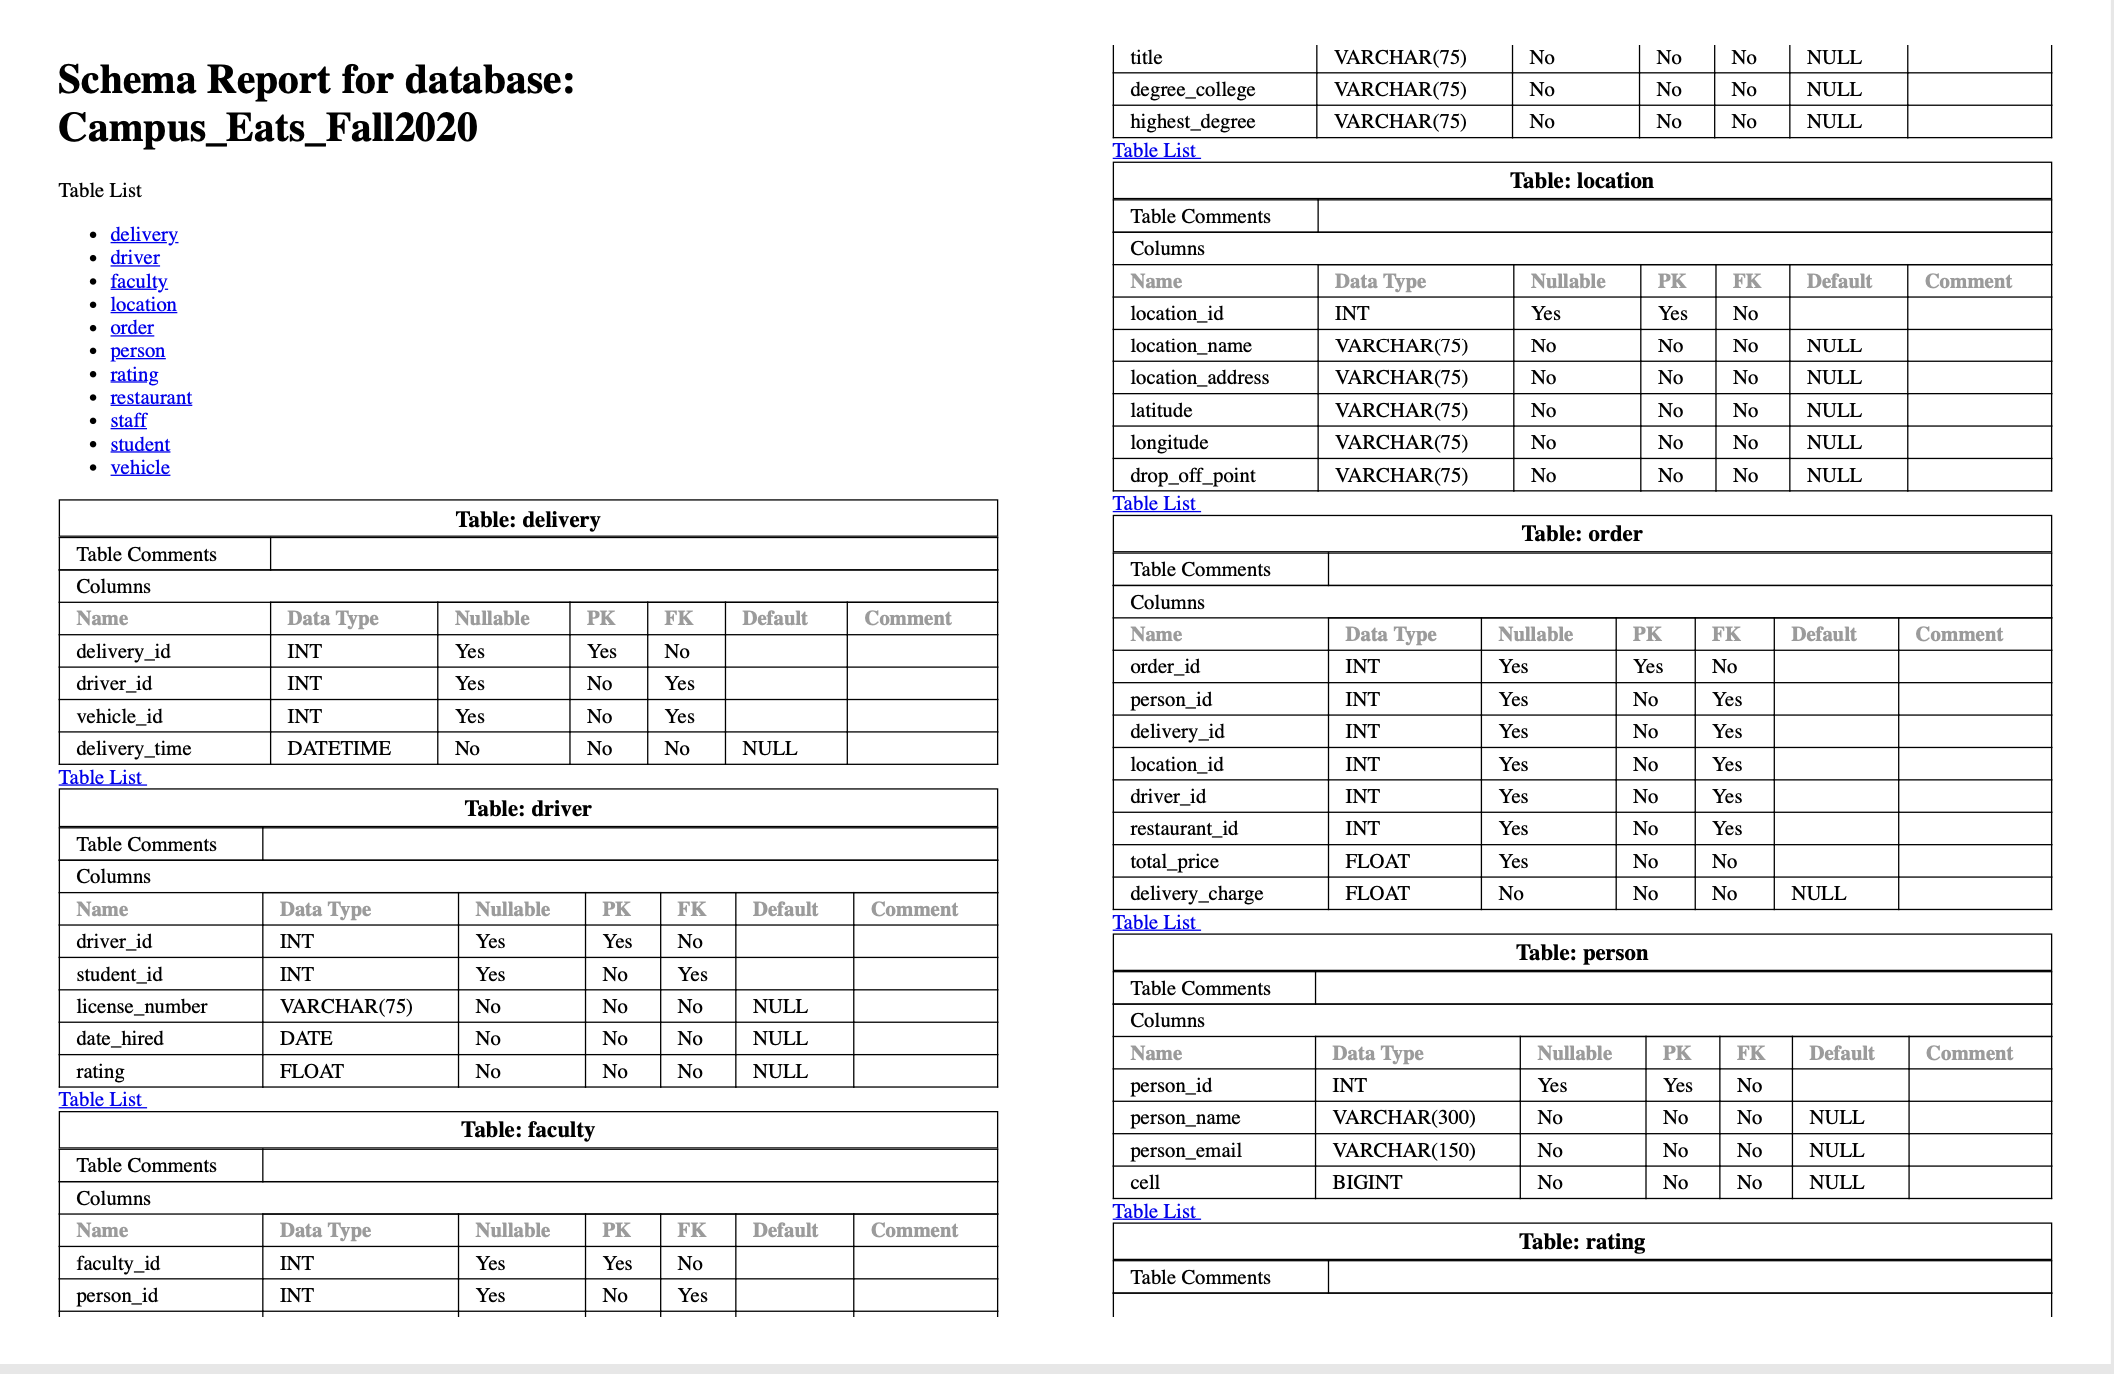 Schema Report for database:
Campus_Eats_Fall2020
Table List
• delivery
• driver
• faculty
• location
• order
• person
• rating
• restaurant
• staff
• student
• vehicle
Table: delivery
Table Comments
Columns
Name Data Type Nullable PK FK Default Comment
delivery_id INT Yes Yes No
driver_id INT Yes No Yes
vehicle_id INT Yes No Yes
delivery_time DATETIME No No No NULL
Table List
Table: driver
Table Comments
Columns
Name Data Type Nullable PK FK Default Comment
driver_id INT Yes Yes No
student_id INT Yes No Yes
license_number VARCHAR(75) No No No NULL
date_hired DATE No No No NULL
rating FLOAT No No No NULL
Table List
Table: faculty
Table Comments
Columns
Name Data Type Nullable PK FK Default Comment
faculty_id INT Yes Yes No
person_id INT Yes No Yes
title VARCHAR(75) No No No NULL
degree_college VARCHAR(75) No No No NULL
highest_degree VARCHAR(75) No No No NULL
Table List
Table: location
Table Comments
Columns
Name Data Type Nullable PK FK Default Comment
location_id INT Yes Yes No
location_name VARCHAR(75) No No No NULL
location_address VARCHAR(75) No No No NULL
latitude VARCHAR(75) No No No NULL
longitude VARCHAR(75) No No No NULL
drop_off_point VARCHAR(75) No No No NULL
Table List
Table: order
Table Comments
Columns
Name Data Type Nullable PK FK Default Comment
order_id INT Yes Yes No
person_id INT Yes No Yes
delivery_id INT Yes No Yes
location_id INT Yes No Yes
driver_id INT Yes No Yes
restaurant_id INT Yes No Yes
total_price FLOAT Yes No No
delivery_charge FLOAT No No No NULL
Table List
Table: person
Table Comments
Columns
Name Data Type Nullable PK FK Default Comment
person_id INT Yes Yes No
person_name VARCHAR(300) No No No NULL
person_email VARCHAR(150) No No No NULL
cell BIGINT No No No NULL
Table List
Table: rating
Table Comments